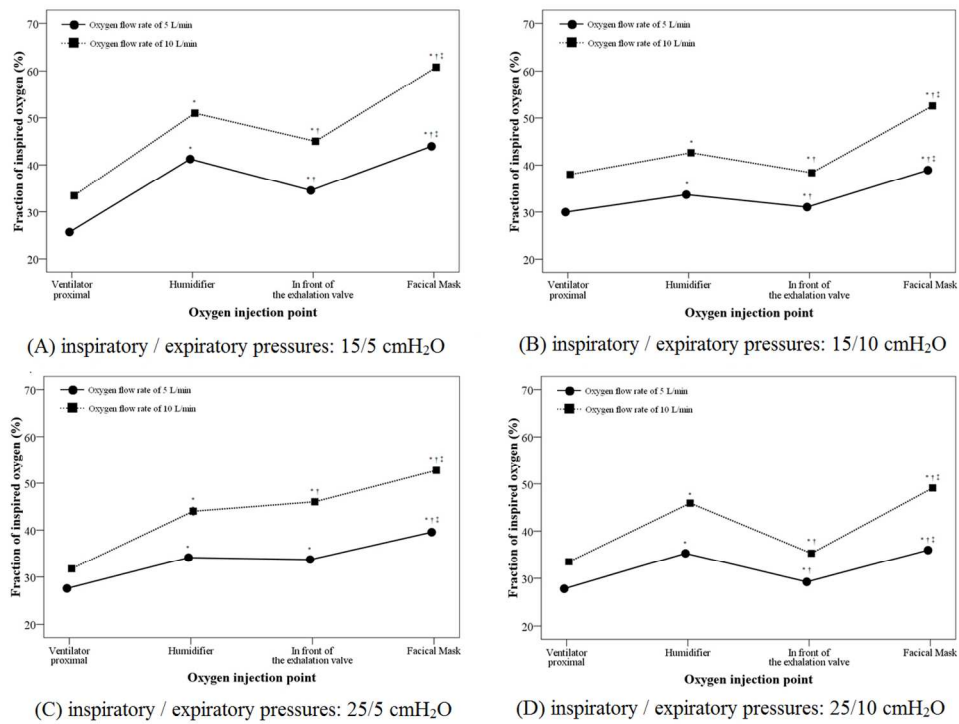 70
60
50
40
30
20
Fraction of inspired oxygen (%)
Oxygen flow rate of 5 L/min
Oxygen flow rate of 10 L/min
*
*†
*†‡
*
*†
*†‡
Ventilator
proximal
Humidifier
In front of
the exhalation valve
Facical Mask
Oxygen injection point
(A) inspiratory / expiratory pressures: 15/5 cmH₂O
70
60
50
40
30
20
Fraction of inspired oxygen (%)
Oxygen flow rate of 5 L/min
Oxygen flow rate of 10 L/min
*
*†
*†‡
*
*†
*†‡
Ventilator
proximal
Humidifier
In front of
the exhalation valve
Facical Mask
Oxygen injection point
(B) inspiratory / expiratory pressures: 15/10 cmH₂O
70
60
50
40
30
20
Fraction of inspired oxygen (%)
Oxygen flow rate of 5 L/min
Oxygen flow rate of 10 L/min
*
*†
*†‡
*
*
*†‡
Ventilator
proximal
Humidifier
In front of
the exhalation valve
Facical Mask
Oxygen injection point
(C) inspiratory / expiratory pressures: 25/5 cmH₂O
70
60
50
40
30
20
Fraction of inspired oxygen (%)
Oxygen flow rate of 5 L/min
Oxygen flow rate of 10 L/min
*
*†
*†‡
*
*†
*†‡
Ventilator
proximal
Humidifier
In front of
the exhalation valve
Facical Mask
Oxygen injection point
(D) inspiratory / expiratory pressures: 25/10 cmH₂O